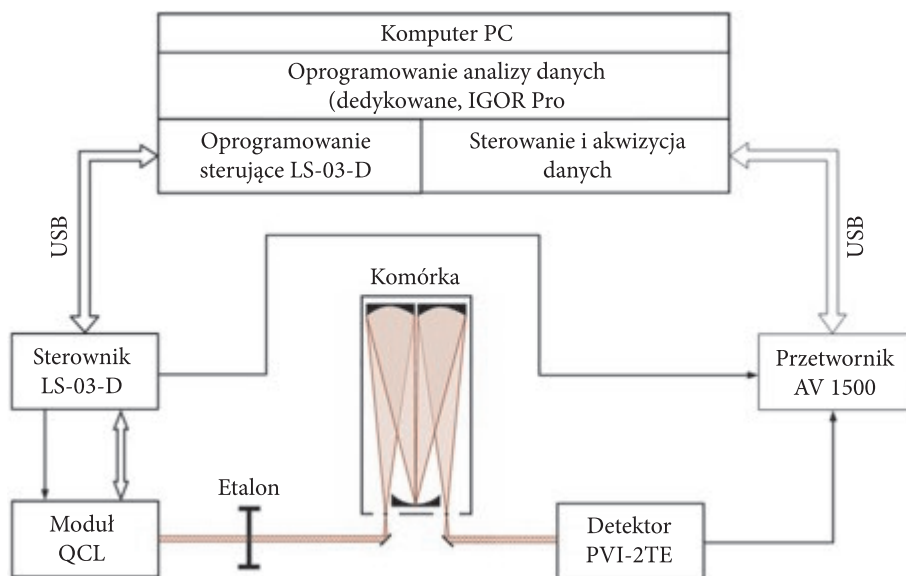 Komputer PC
Oprogramowanie analizy danych
(dedykowane, IGOR Pro
Oprogramowanie
sterujące LS-03-D
Sterowanie i akwizycja
danych
USB
USB
Komórka
Sterownik
LS-03-D
Przetwornik
AV 1500
Etalon
Moduł
QCL
Detektor
PVI-2TE